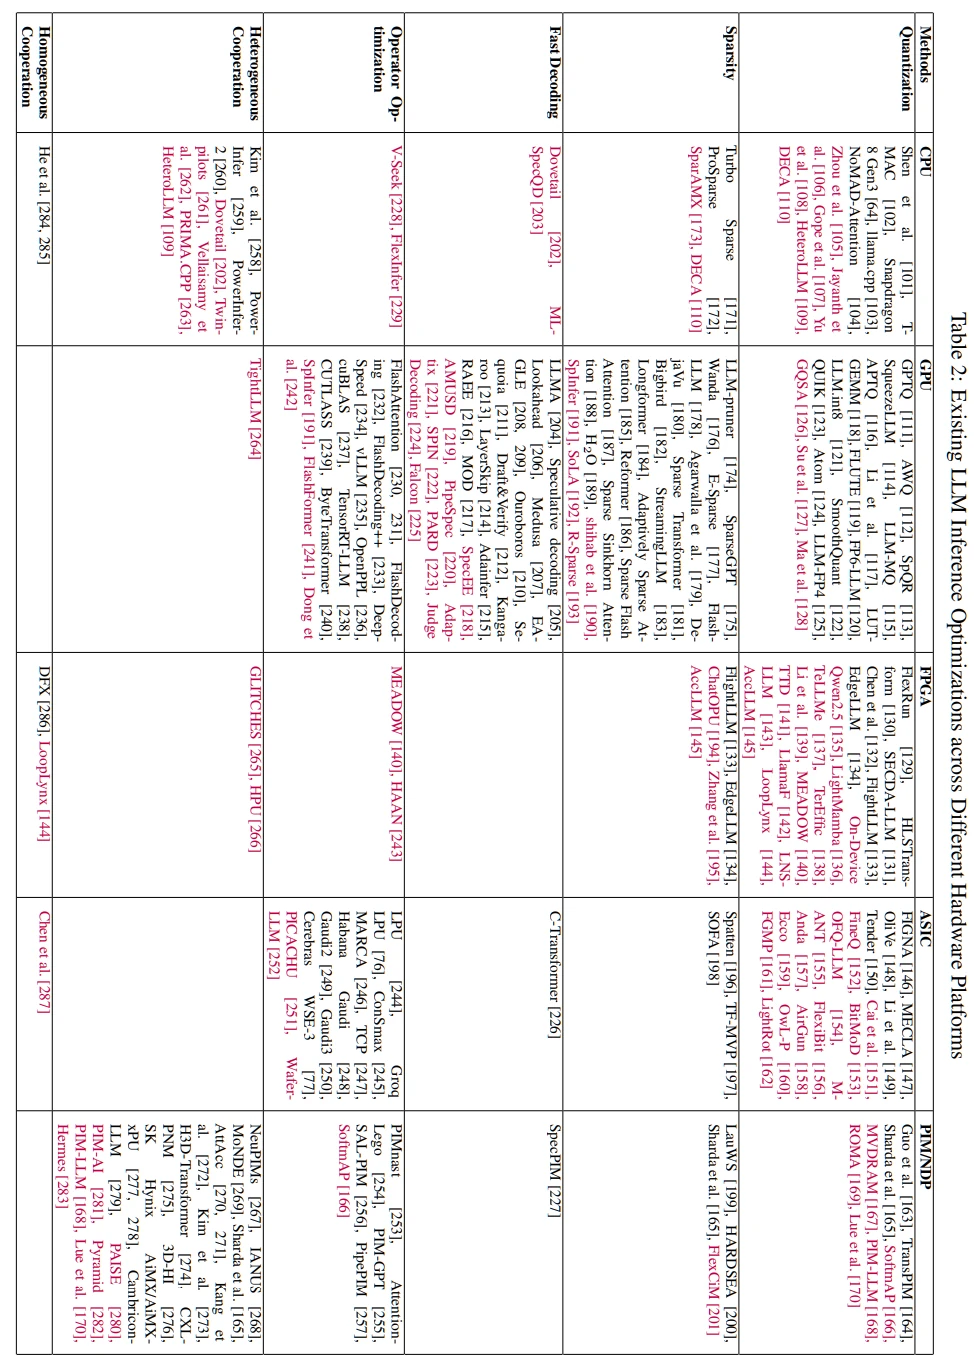 Table 2: Existing LLM Inference Optimizations across Different Hardware Platforms
Methods
CPU
GPU
FPGA
ASIC
PIM/NDP
Quantization
Shen et al. [101], T-
MAC [102], Snapdragon
8 Gen3 [64], llama.cpp [103],
NoMAD-Attention [104],
Zhou et al. [105], Jayanth et
al. [106], Gope et al. [107], Yu
et al. [108], HeteroLLM [109],
DECA [110]
GPTQ [111], AWQ [112], SpQR [113],
SqueezeLLM [114], LLM-MQ [115],
APTQ [116], Li et al. [117], LUT-
GEMM [118], FLUTE [119], FP6-LLM [120],
LLM.int8 [121], SmoothQuant [122],
QUIK [123], Atom [124], LLM-FP4 [125],
GQSA [126], Su et al. [127], Ma et al. [128]
FlexRun [129], HLSTrans-
form [130], SECDA-LLM [131],
Chen et al. [132], FlightLLM [133],
EdgeLLM [134], On-Device
Qwen2.5 [135], LightMamba [136],
TeLLMe [137], TerEffic [138],
Li et al. [139], MEADOW [140],
TTD [141], LlamaF [142], LNS-
LLM [143], LoopLynx [144],
AccLLM [145]
FIGNA [146], MECLA [147],
OliVe [148], Li et al. [149],
Tender [150], Cai et al. [151],
FineQ [152], BitMoD [153],
OFQ-LLM [154], M-
ANT [155], FlexiBit [156],
Anda [157], AirGun [158],
Ecco [159], OwL-P [160],
FGMP [161], LightRot [162]
Guo et al. [163], TransPIM [164],
Sharda et al. [165], SoftmAP [166],
MVDRAM [167], PIM-LLM [168],
ROMA [169], Lue et al. [170]
Sparsity
Turbo Sparse [171],
ProSparse [172],
SparAMX [173], DECA [110]
LLM-pruner [174], SparseGPT [175],
Wanda [176], E-Sparse [177], Flash-
LLM [178], Agarwalla et al. [179], De-
jaVu [180], Sparse Transformer [181],
Bigbird [182], StreamingLLM [183],
Longformer [184], Adaptively Sparse At-
tention [185], Reformer [186], Sparse Flash
Attention [187], Sparse Sinkhorn Atten-
tion [188], H₂O [189], shihab et al. [190],
SpInfer [191], SoLA [192], R-Sparse [193]
FlightLLM [133], EdgeLLM [134],
ChatOPU [194], Zhang et al. [195],
AccLLM [145]
Spatten [196], TF-MVP [197],
SOFA [198]
LauWS [199], HARDSEA [200],
Sharda et al. [165], FlexCiM [201]
Fast Decoding
Dovetail [202], ML-
SpecQD [203]
LLMA [204], Speculative decoding [205],
Lookahead [206], Medusa [207], EA-
GLE [208, 209], Ouroboros [210], Se-
quoia [211], Draft&Verify [212], Kanga-
roo [213], LayerSkip [214], Adainfer [215],
RAEE [216], MOD [217], SpecEE [218],
AMUSD [219], PipeSpec [220], Adap-
tix [221], SPIN [222], PARD [223], Judge
Decoding [224], Falcon [225]
C-Transformer [226]
SpecPIM [227]
Operator Op-
timization
V-Seek [228], FlexInfer [229]
FlashAttention [230, 231], FlashDecod-
ing [232], FlashDecoding++ [233], Deep-
Speed [234], vLLM [235], OpenPPL [236],
cuBLAS [237], TensorRT-LLM [238],
CUTLASS [239], ByteTransformer [240],
SpInfer [191], FlashFormer [241], Dong et
al. [242]
MEADOW [140], HAAN [243]
LPU [244], Groq
LPU [76], ConSmax [245],
MARCA [246], TCP [247],
Habana Gaudi [248],
Gaudi2 [249], Gaudi3 [250],
Cerebras WSE-3 [77],
PICACHU [251], Wafer-
LLM [252]
PIMnast [253], Attention-
Lego [254], PIM-GPT [255],
SAL-PIM [256], PipePIM [257],
SoftmAP [166]
Heterogeneous
Cooperation
Kim et al. [258], Power-
Infer [259], PowerInfer-
2 [260], Dovetail [202], Twin-
pilots [261], Vellaisamy et
al. [262], PRIMA.CPP [263],
HeteroLLM [109]
TightLLM [264]
GLITCHES [265], HPU [266]
NeuPIMs [267], IANUS [268],
MoNDE [269], Sharda et al. [165],
AttAcc [270, 271], Kang et
al. [272], Kim et al. [273],
H3D-Transformer [274], CXL-
PNM [275], 3D-HI [276],
SK Hynix AiMX/AiMX-
xPU [277, 278], Cambricon-
LLM [279], PAISE [280],
PIM-AI [281], Pyramid [282],
PIM-LLM [168], Lue et al. [170],
Hermes [283]
Homogeneous
Cooperation
He et al. [284, 285]
DFX [286], LoopLynx [144]
Chen et al. [287]